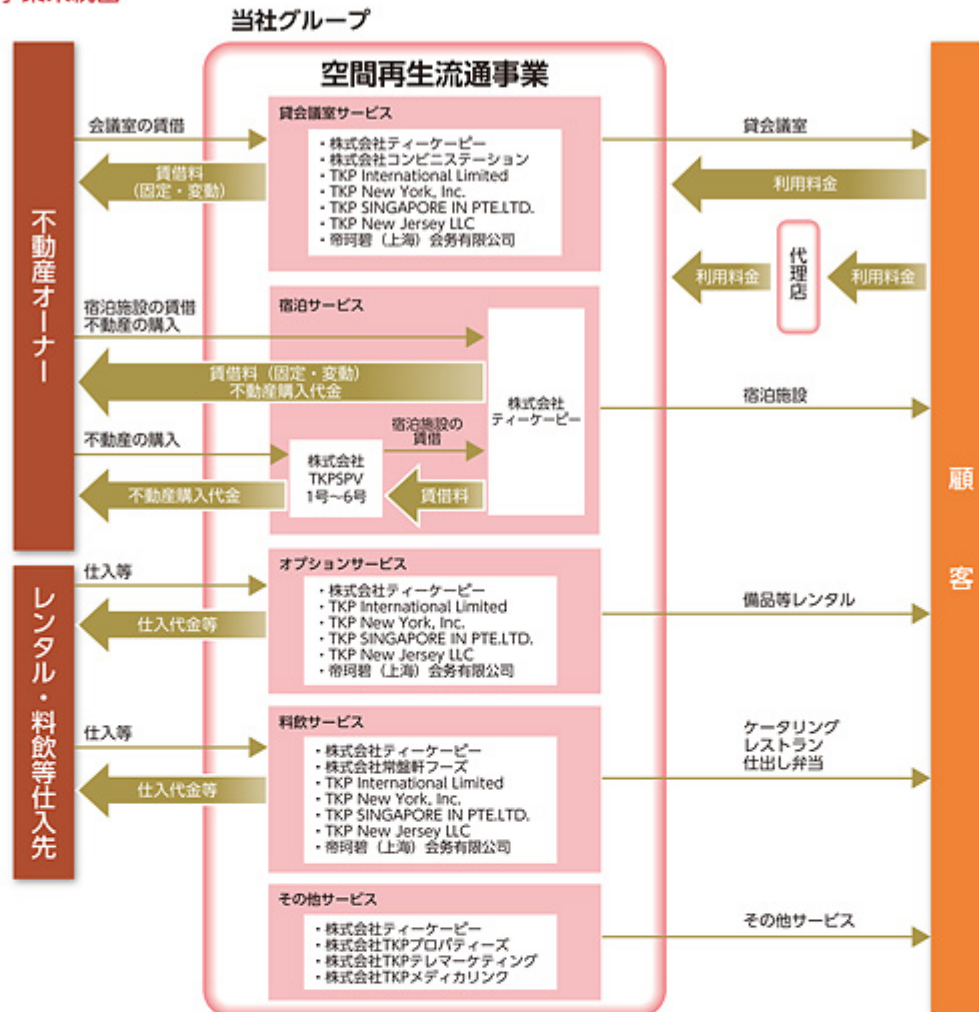 当社グループ
空間再生流通事業
不動産オーナー
会議室の賃借
賃借料
(固定・変動)
貸会議室サービス
・株式会社ティーケーピー
・株式会社コンビニステーション
・TKP International Limited
・TKP New York, Inc.
・TKP SINGAPORE IN PTE.LTD.
・TKP New Jersey LLC
・帝珂碧（上海）会务有限公司
貸会議室
利用料金
利用料金
代理店
利用料金
宿泊施設の賃借
不動産の購入
賃借料（固定・変動）
不動産購入代金
宿泊サービス
株式会社
ティーケーピー
宿泊施設
不動産の購入
不動産購入代金
株式会社
TKPSPV
1号～6号
宿泊施設の
賃借
賃借料
顧客
レンタル・料飲等仕入先
仕入等
仕入代金等
オプションサービス
・株式会社ティーケーピー
・TKP International Limited
・TKP New York, Inc.
・TKP SINGAPORE IN PTE.LTD.
・TKP New Jersey LLC
・帝珂碧（上海）会务有限公司
備品等レンタル
仕入等
仕入代金等
料飲サービス
・株式会社ティーケーピー
・株式会社常盤軒フーズ
・TKP International Limited
・TKP New York, Inc.
・TKP SINGAPORE IN PTE.LTD.
・TKP New Jersey LLC
・帝珂碧（上海）会务有限公司
ケータリング
レストラン
仕出し弁当
その他サービス
・株式会社ティーケーピー
・株式会社TKPプロパティーズ
・株式会社TKPテレマーケティング
・株式会社TKPメディカリンク
その他サービス